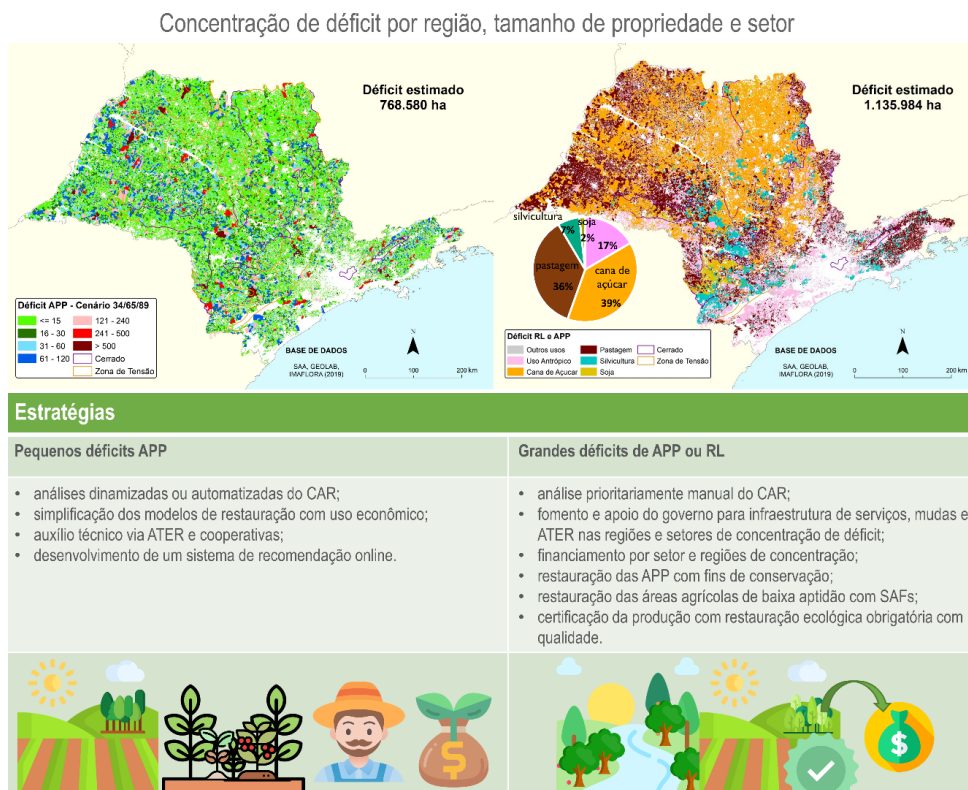 Concentração de déficit por região, tamanho de propriedade e setor
Déficit estimado
768.580 ha
Déficit APP - Cenário 34/65/89
<= 15
16 - 30
31 - 60
61 - 120
121 - 240
241 - 500
> 500
Cerrado
Zona de Tensão
BASE DE DADOS
SAA, GEOLAB,
IMAFLORA (2019)
N
0 100 200 km
Déficit estimado
1.135.984 ha
silvicultura
7%
soja
2%
17%
pastagem
36%
cana de
açúcar
39%
Déficit RL e APP
Outros usos
Uso Antrópico
Cana de Açucar
Pastagem
Silvicultura
Soja
Cerrado
Zona de Tensão
BASE DE DADOS
SAA, GEOLAB,
IMAFLORA (2019)
N
0 100 200 km
Estratégias
Pequenos déficits APP
• análises dinamizadas ou automatizadas do CAR;
• simplificação dos modelos de restauração com uso econômico;
• auxílio técnico via ATER e cooperativas;
• desenvolvimento de um sistema de recomendação online.
Grandes déficits de APP ou RL
• análise prioritariamente manual do CAR;
• fomento e apoio do governo para infraestrutura de serviços, mudas e
ATER nas regiões e setores de concentração de déficit;
• financiamento por setor e regiões de concentração;
• restauração das APP com fins de conservação;
• restauração das áreas agrícolas de baixa aptidão com SAFs;
• certificação da produção com restauração ecológica obrigatória com
qualidade.
$
$